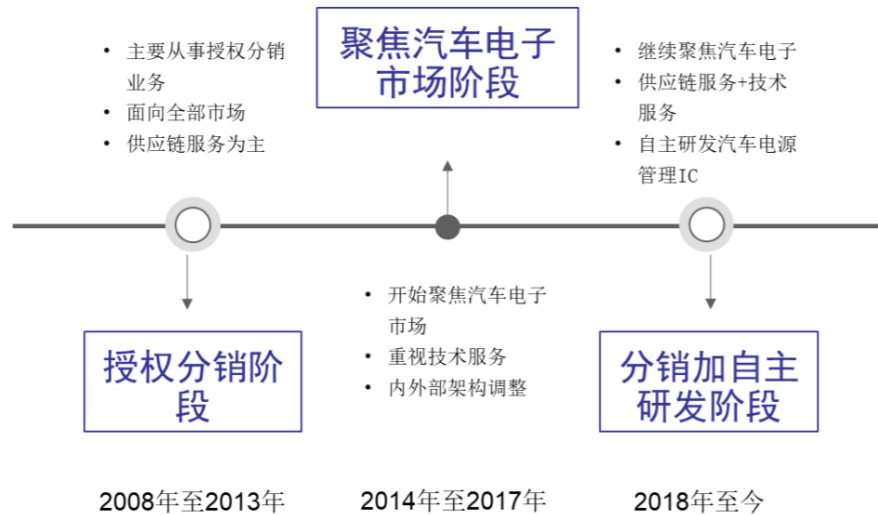 • 主要从事授权分销
业务
• 面向全部市场
• 供应链服务为主
聚焦汽车电子
市场阶段
• 继续聚焦汽车电子
• 供应链服务+技术
服务
• 自主研发汽车电源
管理IC
授权分销阶
段
• 开始聚焦汽车电子
市场
• 重视技术服务
• 内外部架构调整
分销加自主
研发阶段
2008年至2013年
2014年至2017年
2018年至今